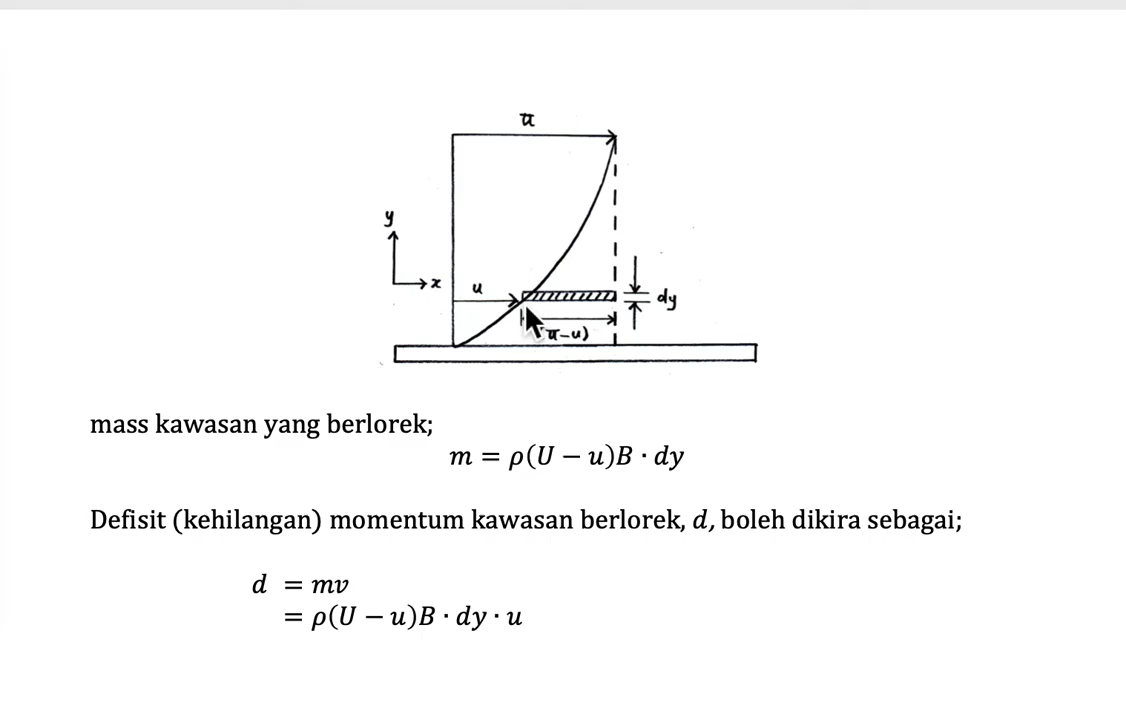 u̅
y
x
u
dy
u̅-u)
mass kawasan yang berlorek;
m = ρ(U − u)B · dy
Defisit (kehilangan) momentum kawasan berlorek, d, boleh dikira sebagai;
d = mv
= ρ(U − u)B · dy · u